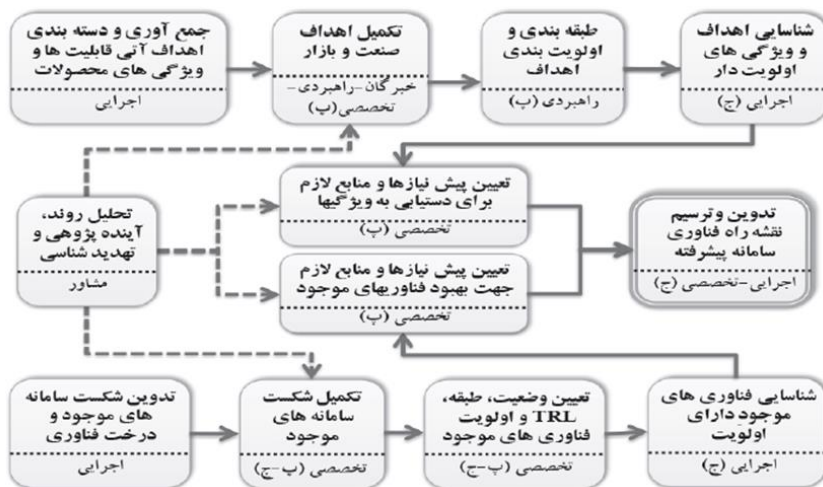 جمع آوری و دسته بندی
اهداف آتی قابلیت ها و
ویژگی های محصولات
اجرایی
تکمیل اهداف
صنعت و بازار
خبرگان-راهبردی-
تخصصی(پ)
طبقه بندی و
اولویت بندی
اهداف
راهبردی (پ)
شناسایی اهداف
و ویژگی های
اولویت دار
اجرایی (ج)
تحلیل روند،
آینده پژوهی و
تهدید شناسی
مشاور
تعیین پیش نیازها و منابع لازم
برای دستیابی به ویژگیها
تخصصی (پ)
تعیین پیش نیازها و منابع لازم
جهت بهبود فناوریهای موجود
تخصصی (پ)
تدوین وترسیم
نقشه راه فناوری
سامانه پیشرفته
اجرایی-تخصصی (ج)
تدوین شکست سامانه
های موجود و
درخت فناوری
اجرایی
تکمیل شکست
سامانه های
موجود
تخصصی (پ-ج)
تعیین وضعیت، طبقه،
TRL و اولویت
فناوری های موجود
تخصصی (پ-ج)
شناسایی فناوری های
موجود دارای
اولویت
اجرایی (ج)